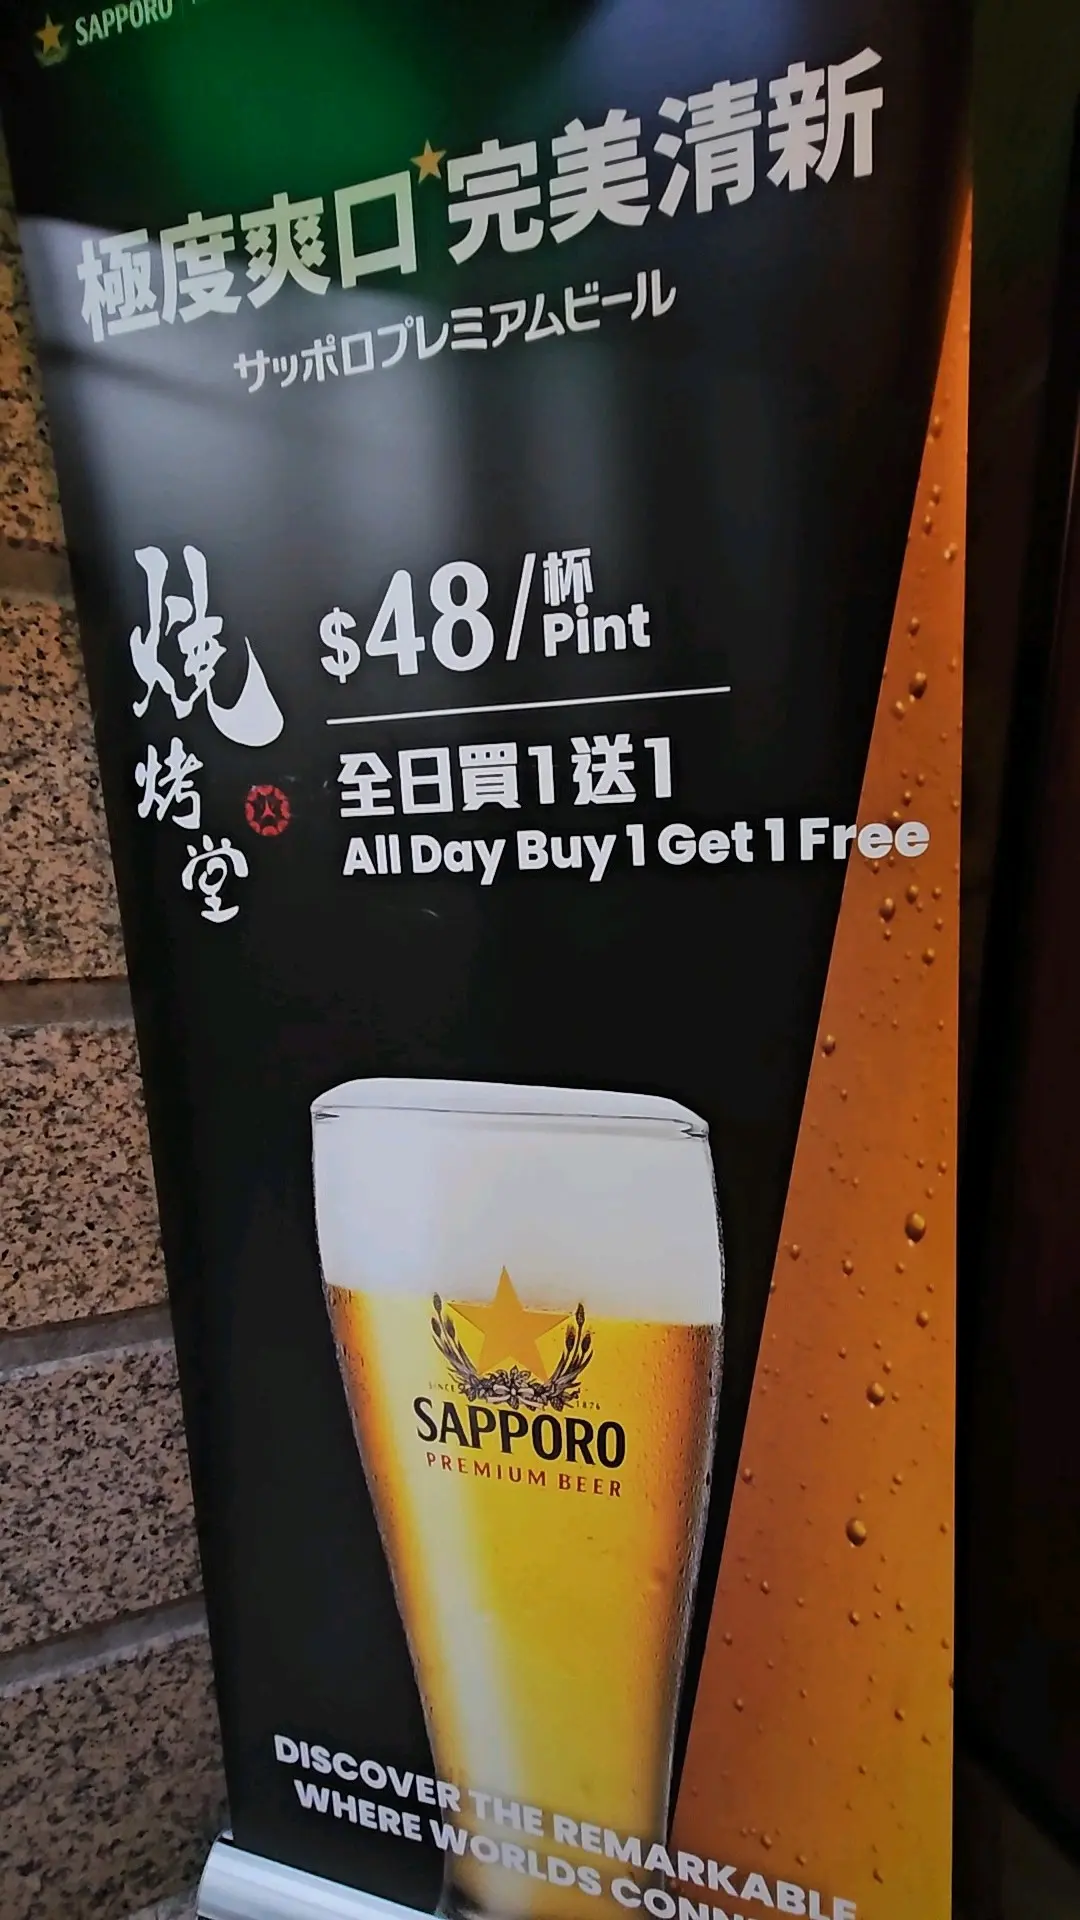 SAPPORO
極度爽口★完美清新
サッポロプレミアムビール
燒烤堂
$48/杯 Pint
全日買1送1
All Day Buy 1 Get 1 Free
SINCE 1876
SAPPORO
PREMIUM BEER
DISCOVER THE REMARKABLE
WHERE WORLDS